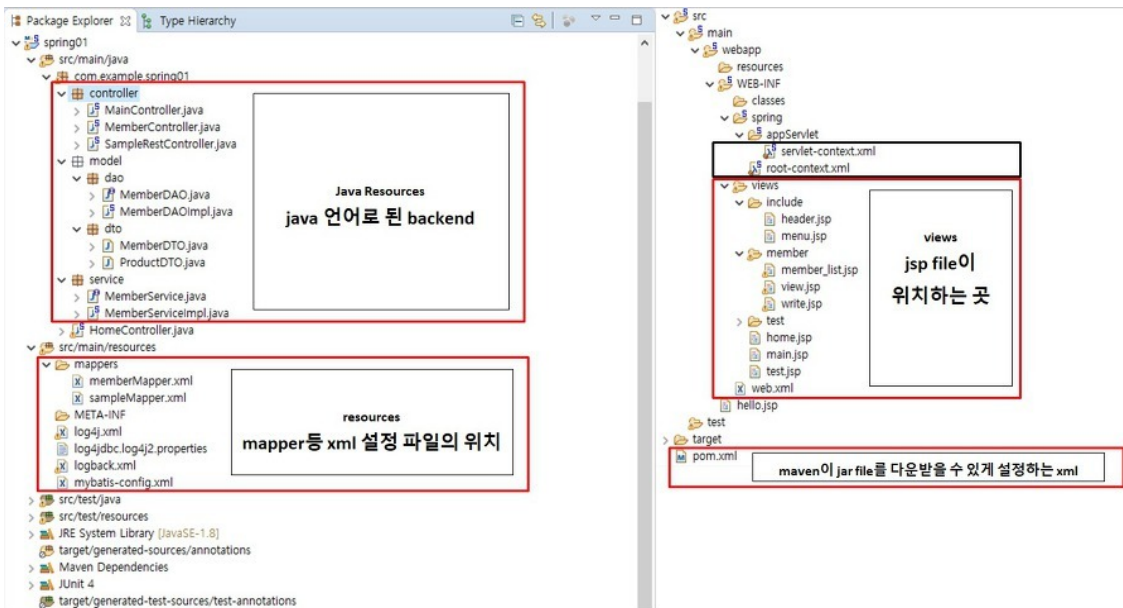 Package Explorer
Type Hierarchy
spring01
src/main/java
com.example.spring01
controller
MainController.java
MemberController.java
SampleRestController.java
model
dao
MemberDAO.java
MemberDAOImpl.java
dto
MemberDTO.java
ProductDTO.java
service
MemberService.java
MemberServiceImpl.java
HomeController.java
Java Resources
java 언어로 된 backend
src/main/resources
mappers
memberMapper.xml
sampleMapper.xml
META-INF
log4j.xml
log4jdbc.log4j2.properties
logback.xml
mybatis-config.xml
resources
mapper등 xml 설정 파일의 위치
src/test/java
src/test/resources
JRE System Library [JavaSE-1.8]
target/generated-sources/annotations
Maven Dependencies
JUnit 4
target/generated-test-sources/test-annotations
src
main
webapp
resources
WEB-INF
classes
spring
appServlet
servlet-context.xml
root-context.xml
views
include
header.jsp
menu.jsp
member
member_list.jsp
view.jsp
write.jsp
test
home.jsp
main.jsp
test.jsp
web.xml
views
jsp file이
위치하는 곳
hello.jsp
test
target
pom.xml
maven이 jar file를 다운받을 수 있게 설정하는 xml